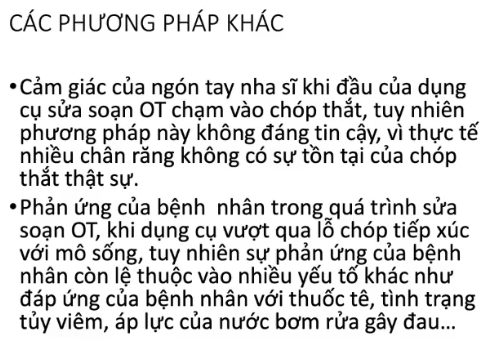 CÁC PHƯƠNG PHÁP KHÁC
•Cảm giác của ngón tay nha sĩ khi đầu của dụng
cụ sửa soạn OT chạm vào chóp thắt, tuy nhiên
phương pháp này không đáng tin cậy, vì thực tế
nhiều chân răng không có sự tồn tại của chóp
thắt thật sự.
•Phản ứng của bệnh nhân trong quá trình sửa
soạn OT, khi dụng cụ vượt qua lỗ chóp tiếp xúc
với mô sống, tuy nhiên sự phản ứng của bệnh
nhân còn lệ thuộc vào nhiều yếu tố khác như
đáp ứng của bệnh nhân với thuốc tê, tình trạng
tủy viêm, áp lực của nước bơm rửa gây đau...